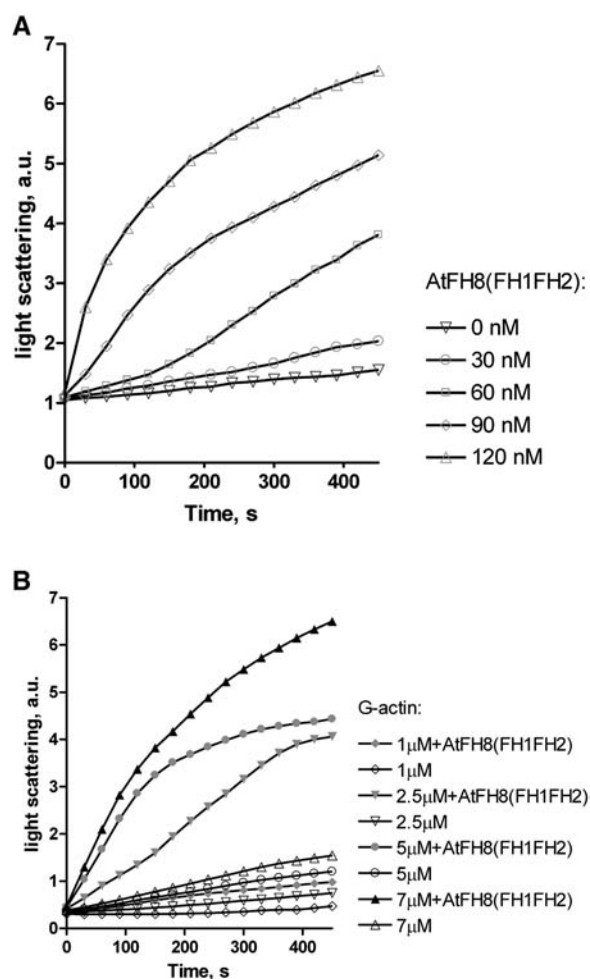 A
7
6
5
4
3
2
1
0
light scattering, a.u.
0 100 200 300 400
Time, s
AtFH8(FH1FH2):
0 nM
30 nM
60 nM
90 nM
120 nM
B
7
6
5
4
3
2
1
0
light scattering, a.u.
0 100 200 300 400
Time, s
G-actin:
1μM+AtFH8(FH1FH2)
1μM
2.5μM+AtFH8(FH1FH2)
2.5μM
5μM+AtFH8(FH1FH2)
5μM
7μM+AtFH8(FH1FH2)
7μM